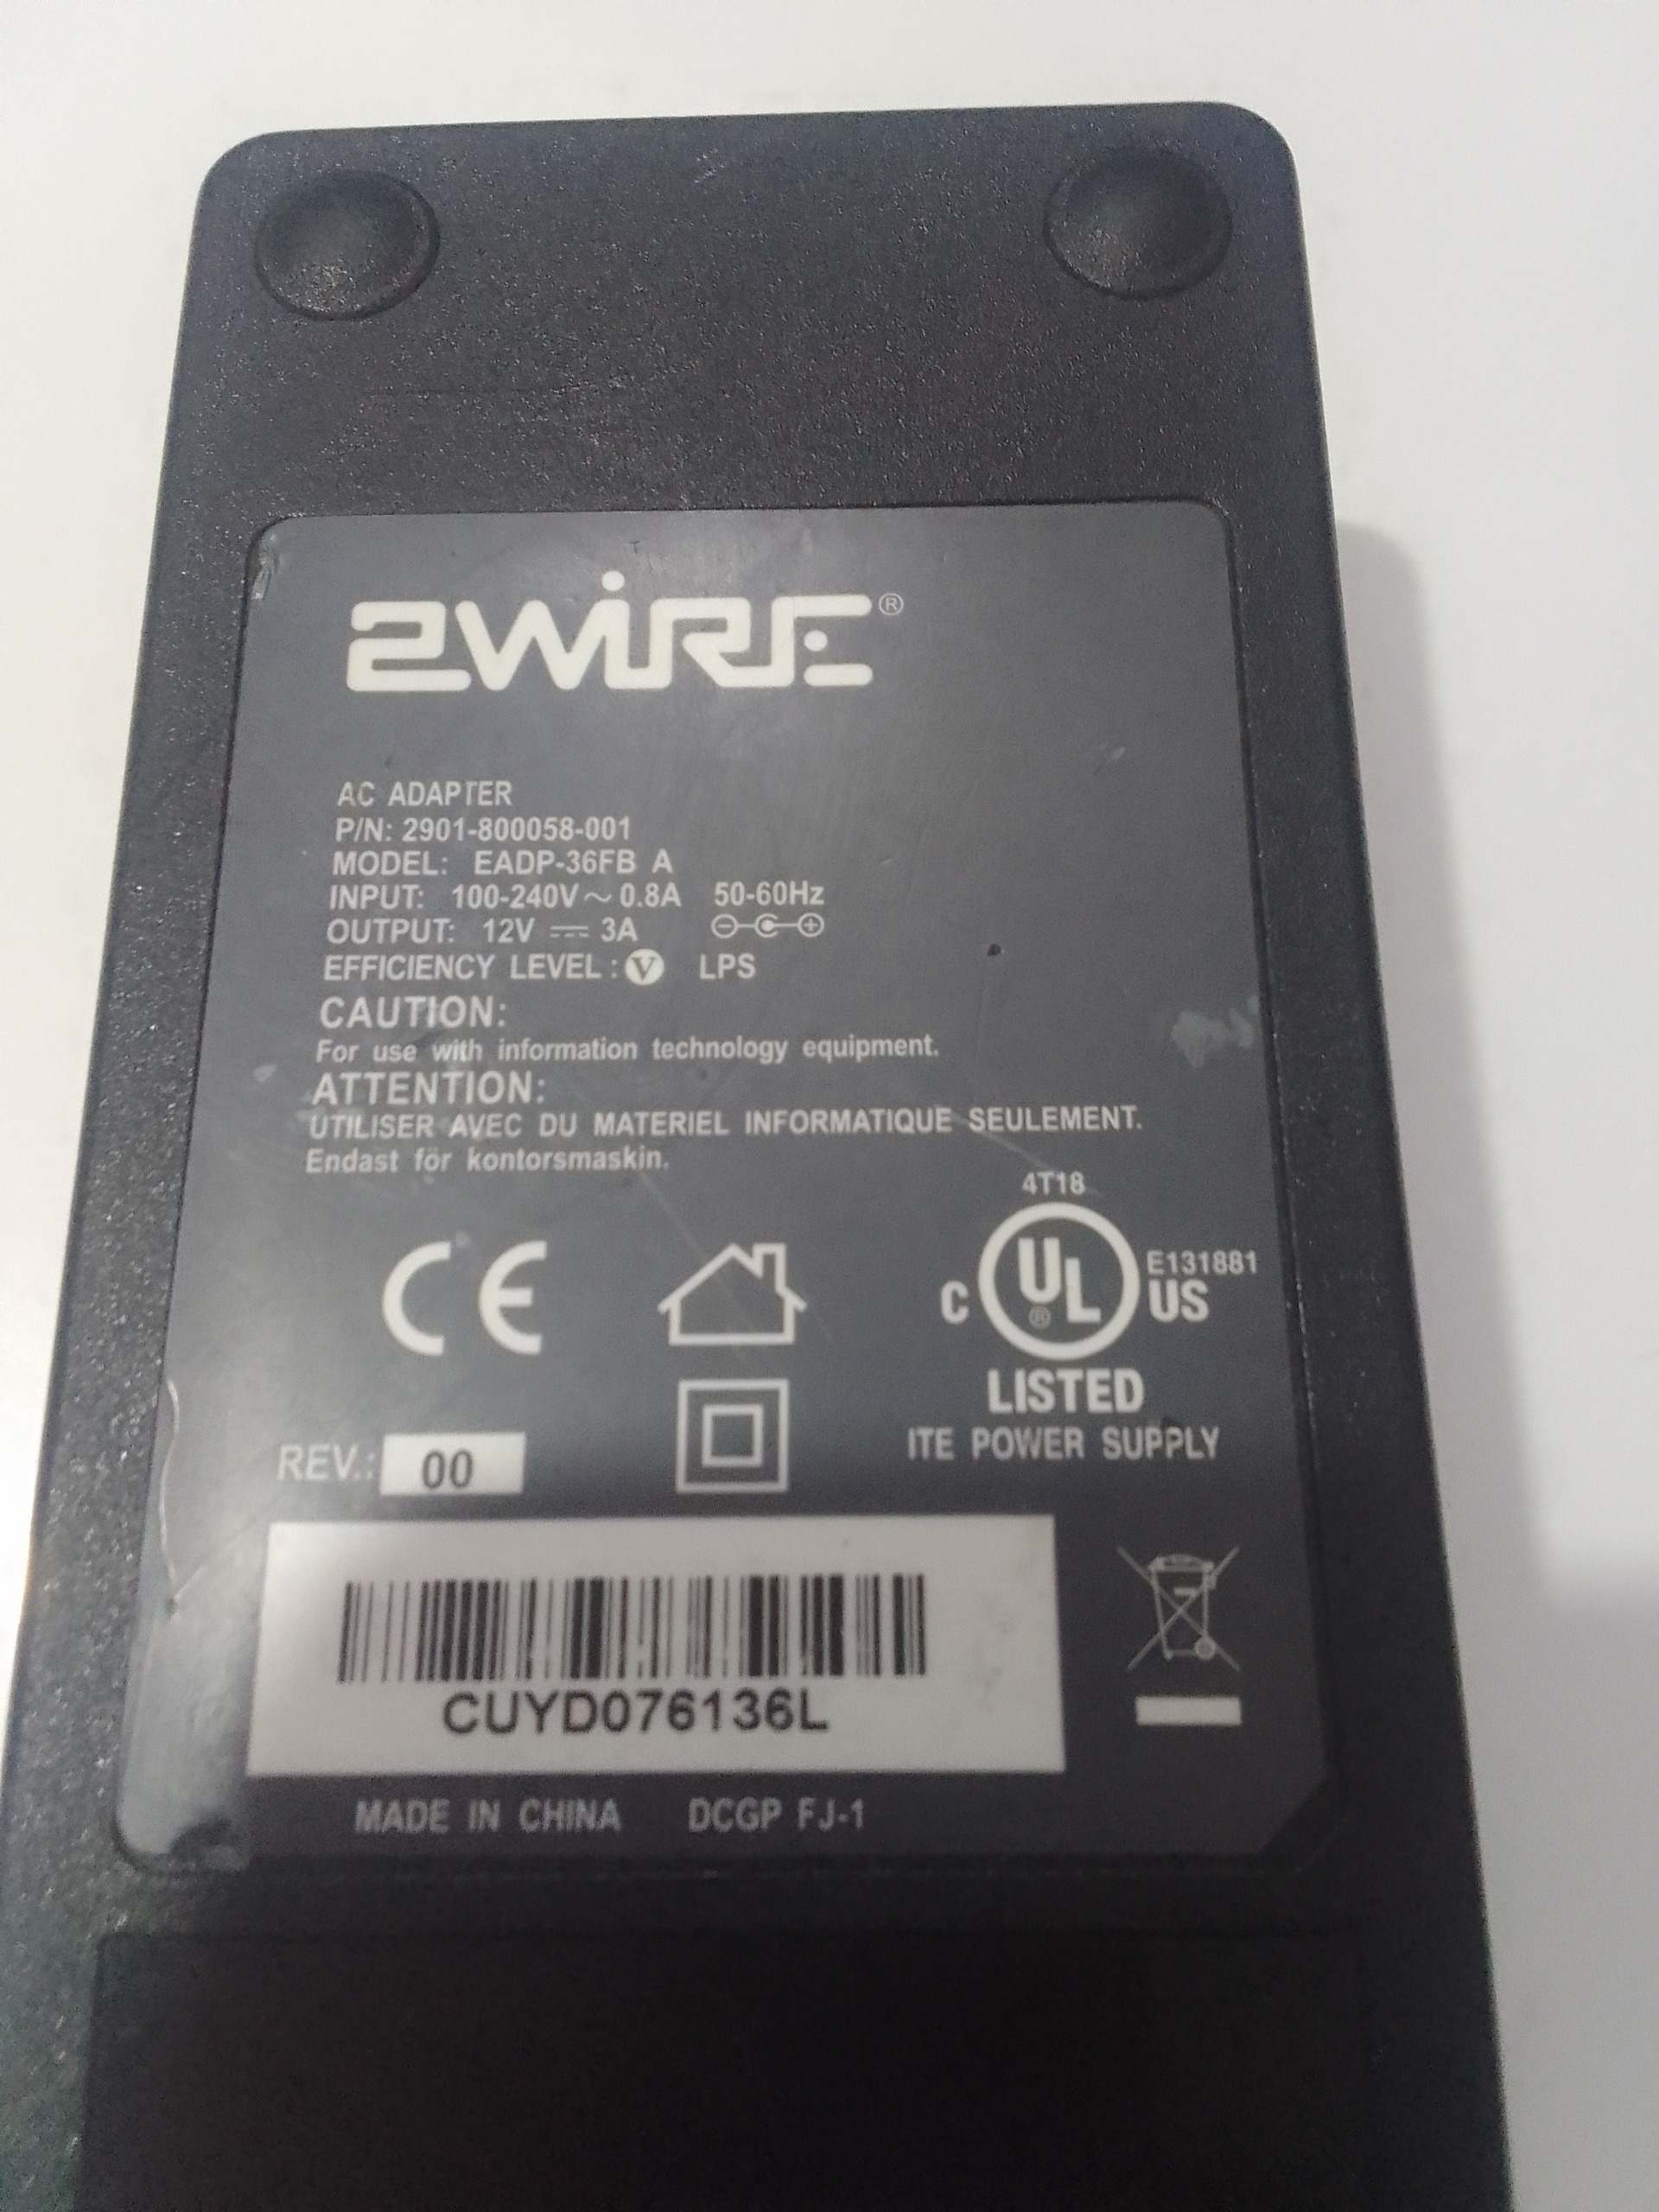 2WiRE®
AC ADAPTER
P/N: 2901-800058-001
MODEL: EADP-36FB A
INPUT: 100-240V ~ 0.8A 50-60Hz
OUTPUT: 12V ⎓ 3A
EFFICIENCY LEVEL : V LPS
CAUTION:
For use with information technology equipment.
ATTENTION:
UTILISER AVEC DU MATERIEL INFORMATIQUE SEULEMENT.
Endast för kontorsmaskin.
4T18
CE
C UL® US E131881
LISTED
ITE POWER SUPPLY
REV.: 00
CUYD076136L
MADE IN CHINA DCGP FJ-1